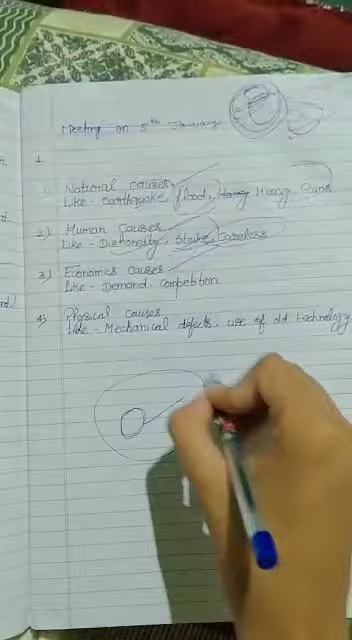 Meeting on 5th January
1.
Natural causes
Like - earthquake, flood, Heavy Heavy Rains
2) Human causes
Like - Dishonesty, Strike, Careless
3) Economics causes
Like - Demand, competition
4) Physical causes
Like - Mechanical defects, use of old technology